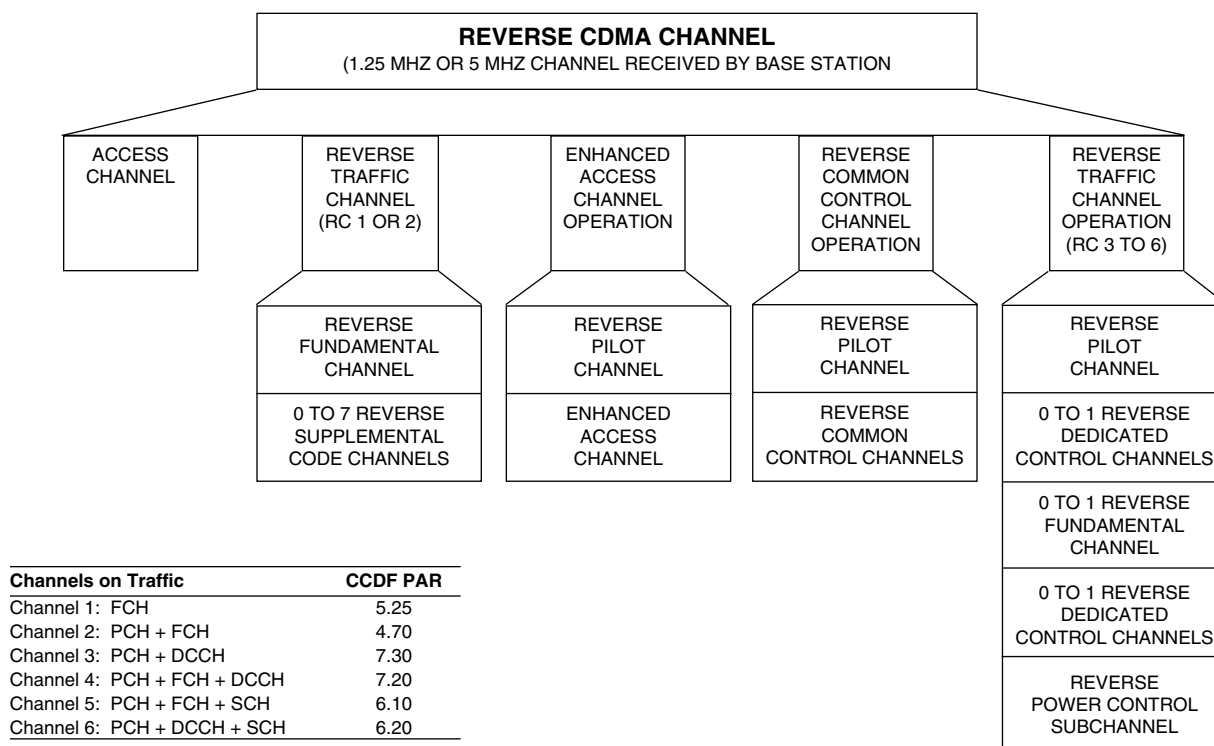 REVERSE CDMA CHANNEL
(1.25 MHZ OR 5 MHZ CHANNEL RECEIVED BY BASE STATION
ACCESS
CHANNEL
REVERSE
TRAFFIC
CHANNEL
(RC 1 OR 2)
ENHANCED
ACCESS
CHANNEL
OPERATION
REVERSE
COMMON
CONTROL
CHANNEL
OPERATION
REVERSE
TRAFFIC
CHANNEL
OPERATION
(RC 3 TO 6)
REVERSE
FUNDAMENTAL
CHANNEL
0 TO 7 REVERSE
SUPPLEMENTAL
CODE CHANNELS
REVERSE
PILOT
CHANNEL
ENHANCED
ACCESS
CHANNEL
REVERSE
PILOT
CHANNEL
REVERSE
COMMON
CONTROL CHANNELS
REVERSE
PILOT
CHANNEL
0 TO 1 REVERSE
DEDICATED
CONTROL CHANNELS
0 TO 1 REVERSE
FUNDAMENTAL
CHANNEL
0 TO 1 REVERSE
DEDICATED
CONTROL CHANNELS
REVERSE
POWER CONTROL
SUBCHANNEL
Channels on Traffic CCDF PAR
Channel 1: FCH 5.25
Channel 2: PCH + FCH 4.70
Channel 3: PCH + DCCH 7.30
Channel 4: PCH + FCH + DCCH 7.20
Channel 5: PCH + FCH + SCH 6.10
Channel 6: PCH + DCCH + SCH 6.20